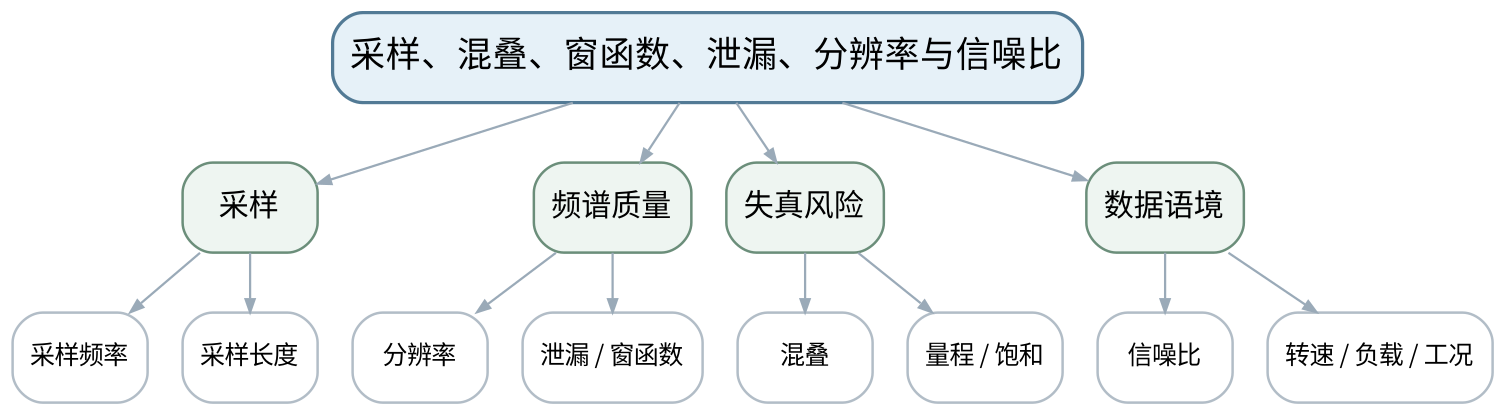 采样、混叠、窗函数、泄漏、分辨率与信噪比
采样
频谱质量
失真风险
数据语境
采样频率
采样长度
分辨率
泄漏 / 窗函数
混叠
量程 / 饱和
信噪比
转速 / 负载 / 工况